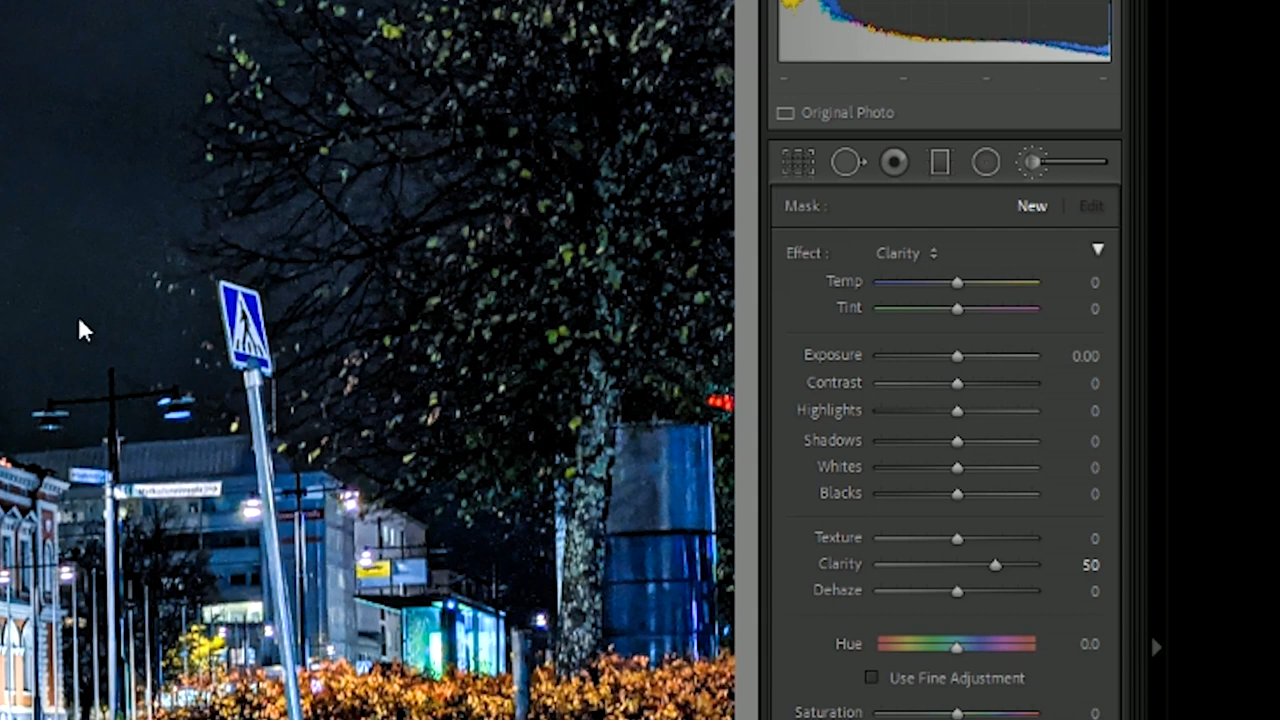 Original Photo
Mask : New | Edit
Effect : Clarity
Temp 0
Tint 0
Exposure 0.00
Contrast 0
Highlights 0
Shadows 0
Whites 0
Blacks 0
Texture 0
Clarity 50
Dehaze 0
Hue 0.0
Use Fine Adjustment
Saturation 0